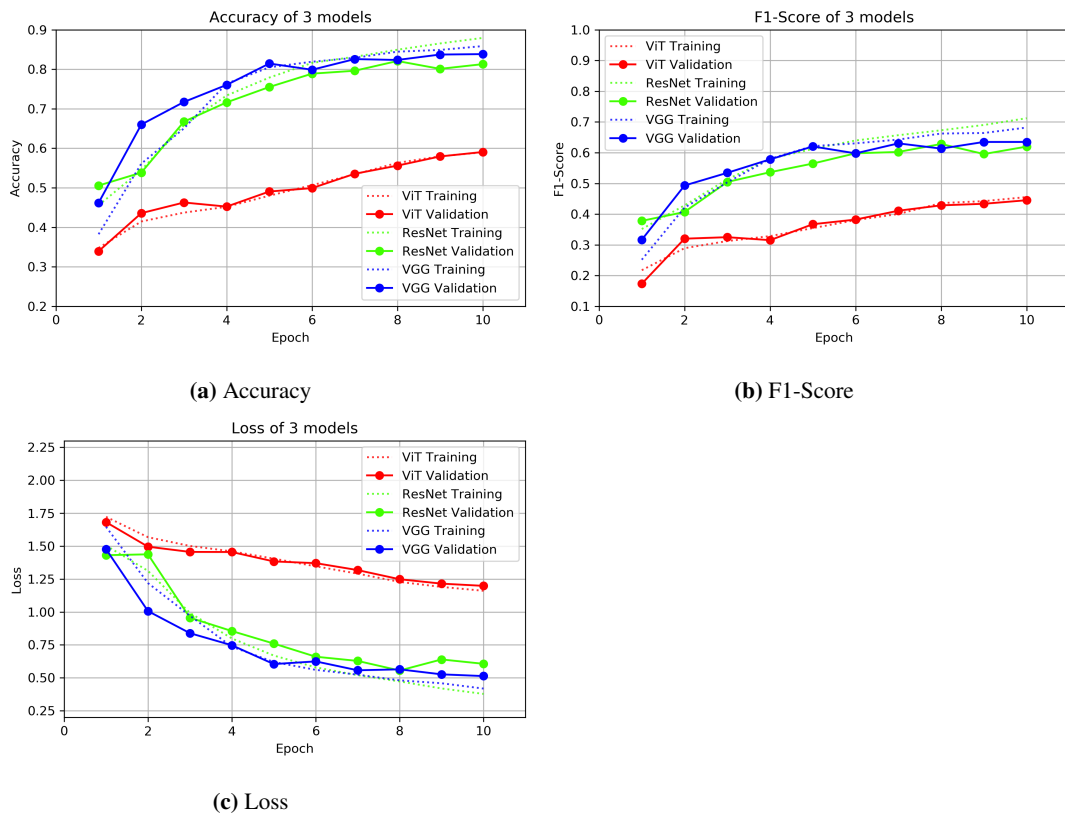 Accuracy of 3 models
0.9
0.8
0.7
0.6
0.5
0.4
0.3
0.2
Accuracy
0
2
4
6
8
10
Epoch
ViT Training
ViT Validation
ResNet Training
ResNet Validation
VGG Training
VGG Validation
(a) Accuracy
F1-Score of 3 models
1.0
0.9
0.8
0.7
0.6
0.5
0.4
0.3
0.2
0.1
F1-Score
0
2
4
6
8
10
Epoch
ViT Training
ViT Validation
ResNet Training
ResNet Validation
VGG Training
VGG Validation
(b) F1-Score
Loss of 3 models
2.25
2.00
1.75
1.50
1.25
1.00
0.75
0.50
0.25
Loss
0
2
4
6
8
10
Epoch
ViT Training
ViT Validation
ResNet Training
ResNet Validation
VGG Training
VGG Validation
(c) Loss